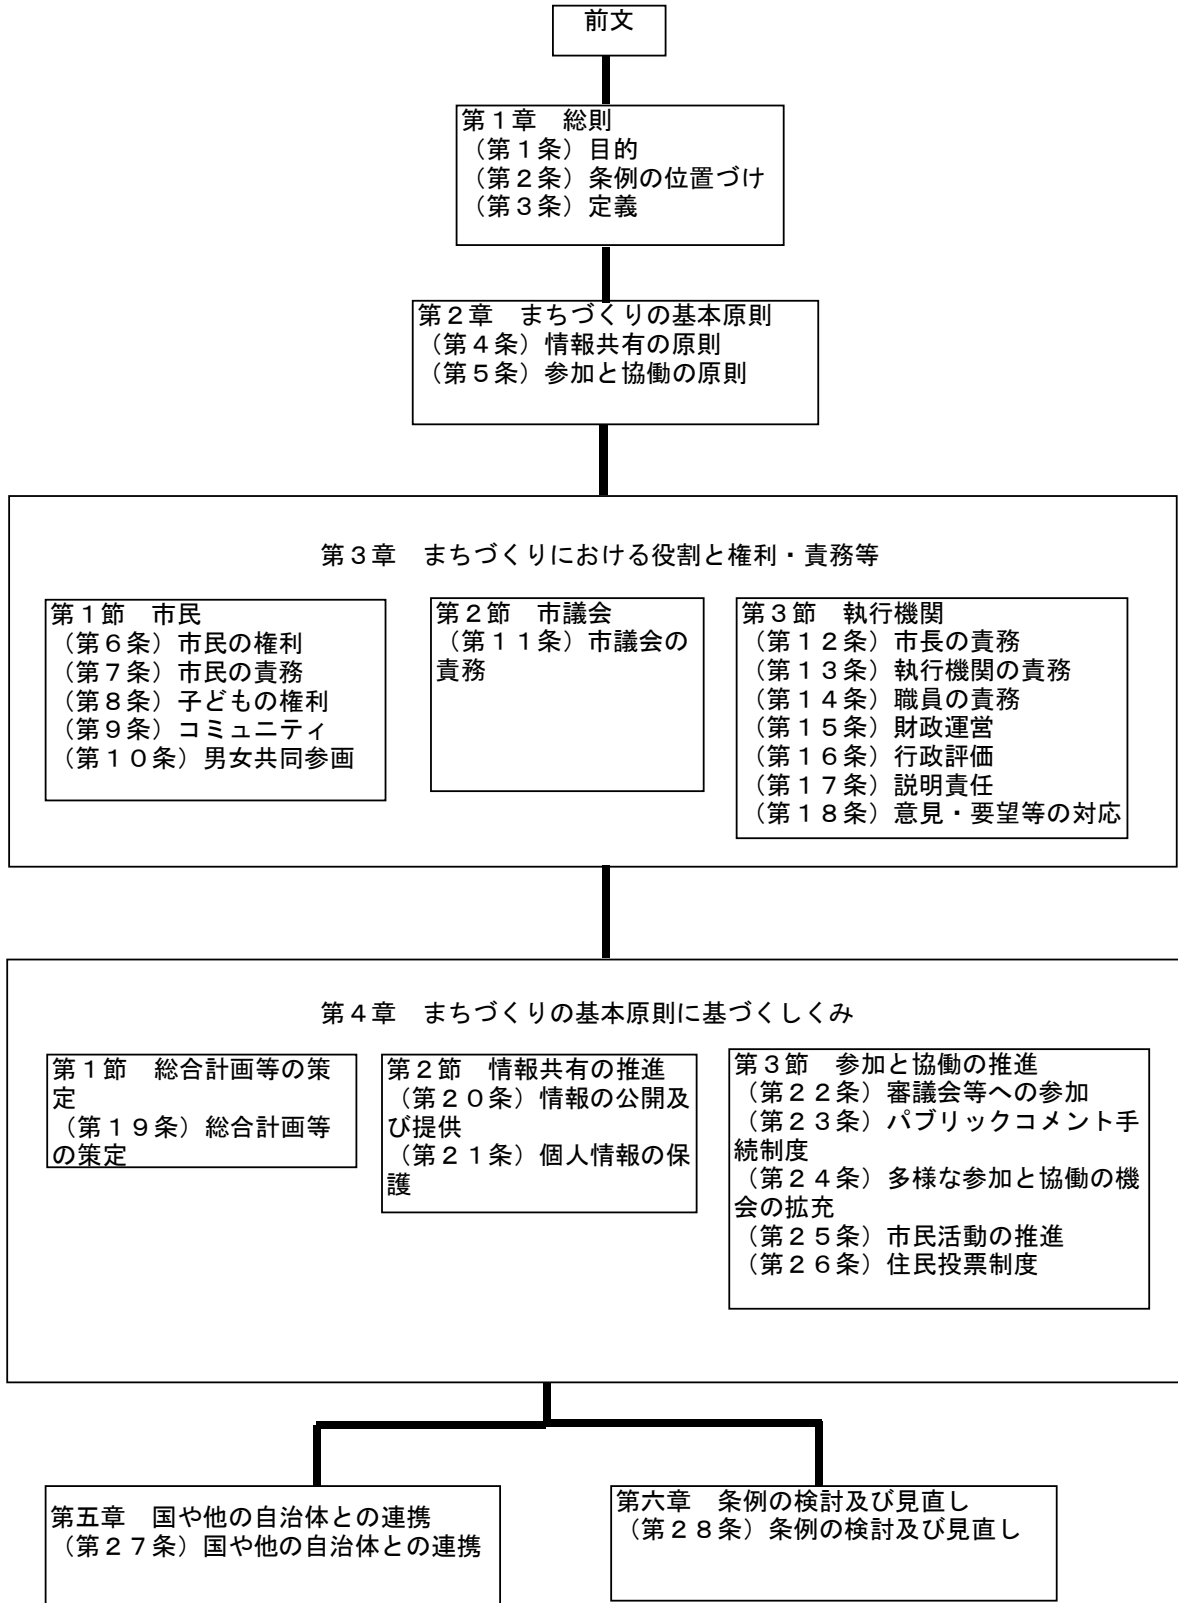 前文
第１章　総則
（第１条）目的
（第２条）条例の位置づけ
（第３条）定義
第２章　まちづくりの基本原則
（第４条）情報共有の原則
（第５条）参加と協働の原則
第３章　まちづくりにおける役割と権利・責務等
第１節　市民
（第６条）市民の権利
（第７条）市民の責務
（第８条）子どもの権利
（第９条）コミュニティ
（第１０条）男女共同参画
第２節　市議会
（第１１条）市議会の
責務
第３節　執行機関
（第１２条）市長の責務
（第１３条）執行機関の責務
（第１４条）職員の責務
（第１５条）財政運営
（第１６条）行政評価
（第１７条）説明責任
（第１８条）意見・要望等の対応
第４章　まちづくりの基本原則に基づくしくみ
第１節　総合計画等の策
定
（第１９条）総合計画等
の策定
第２節　情報共有の推進
（第２０条）情報の公開及
び提供
（第２１条）個人情報の保
護
第３節　参加と協働の推進
（第２２条）審議会等への参加
（第２３条）パブリックコメント手
続制度
（第２４条）多様な参加と協働の機
会の拡充
（第２５条）市民活動の推進
（第２６条）住民投票制度
第五章　国や他の自治体との連携
（第２７条）国や他の自治体との連携
第六章　条例の検討及び見直し
（第２８条）条例の検討及び見直し